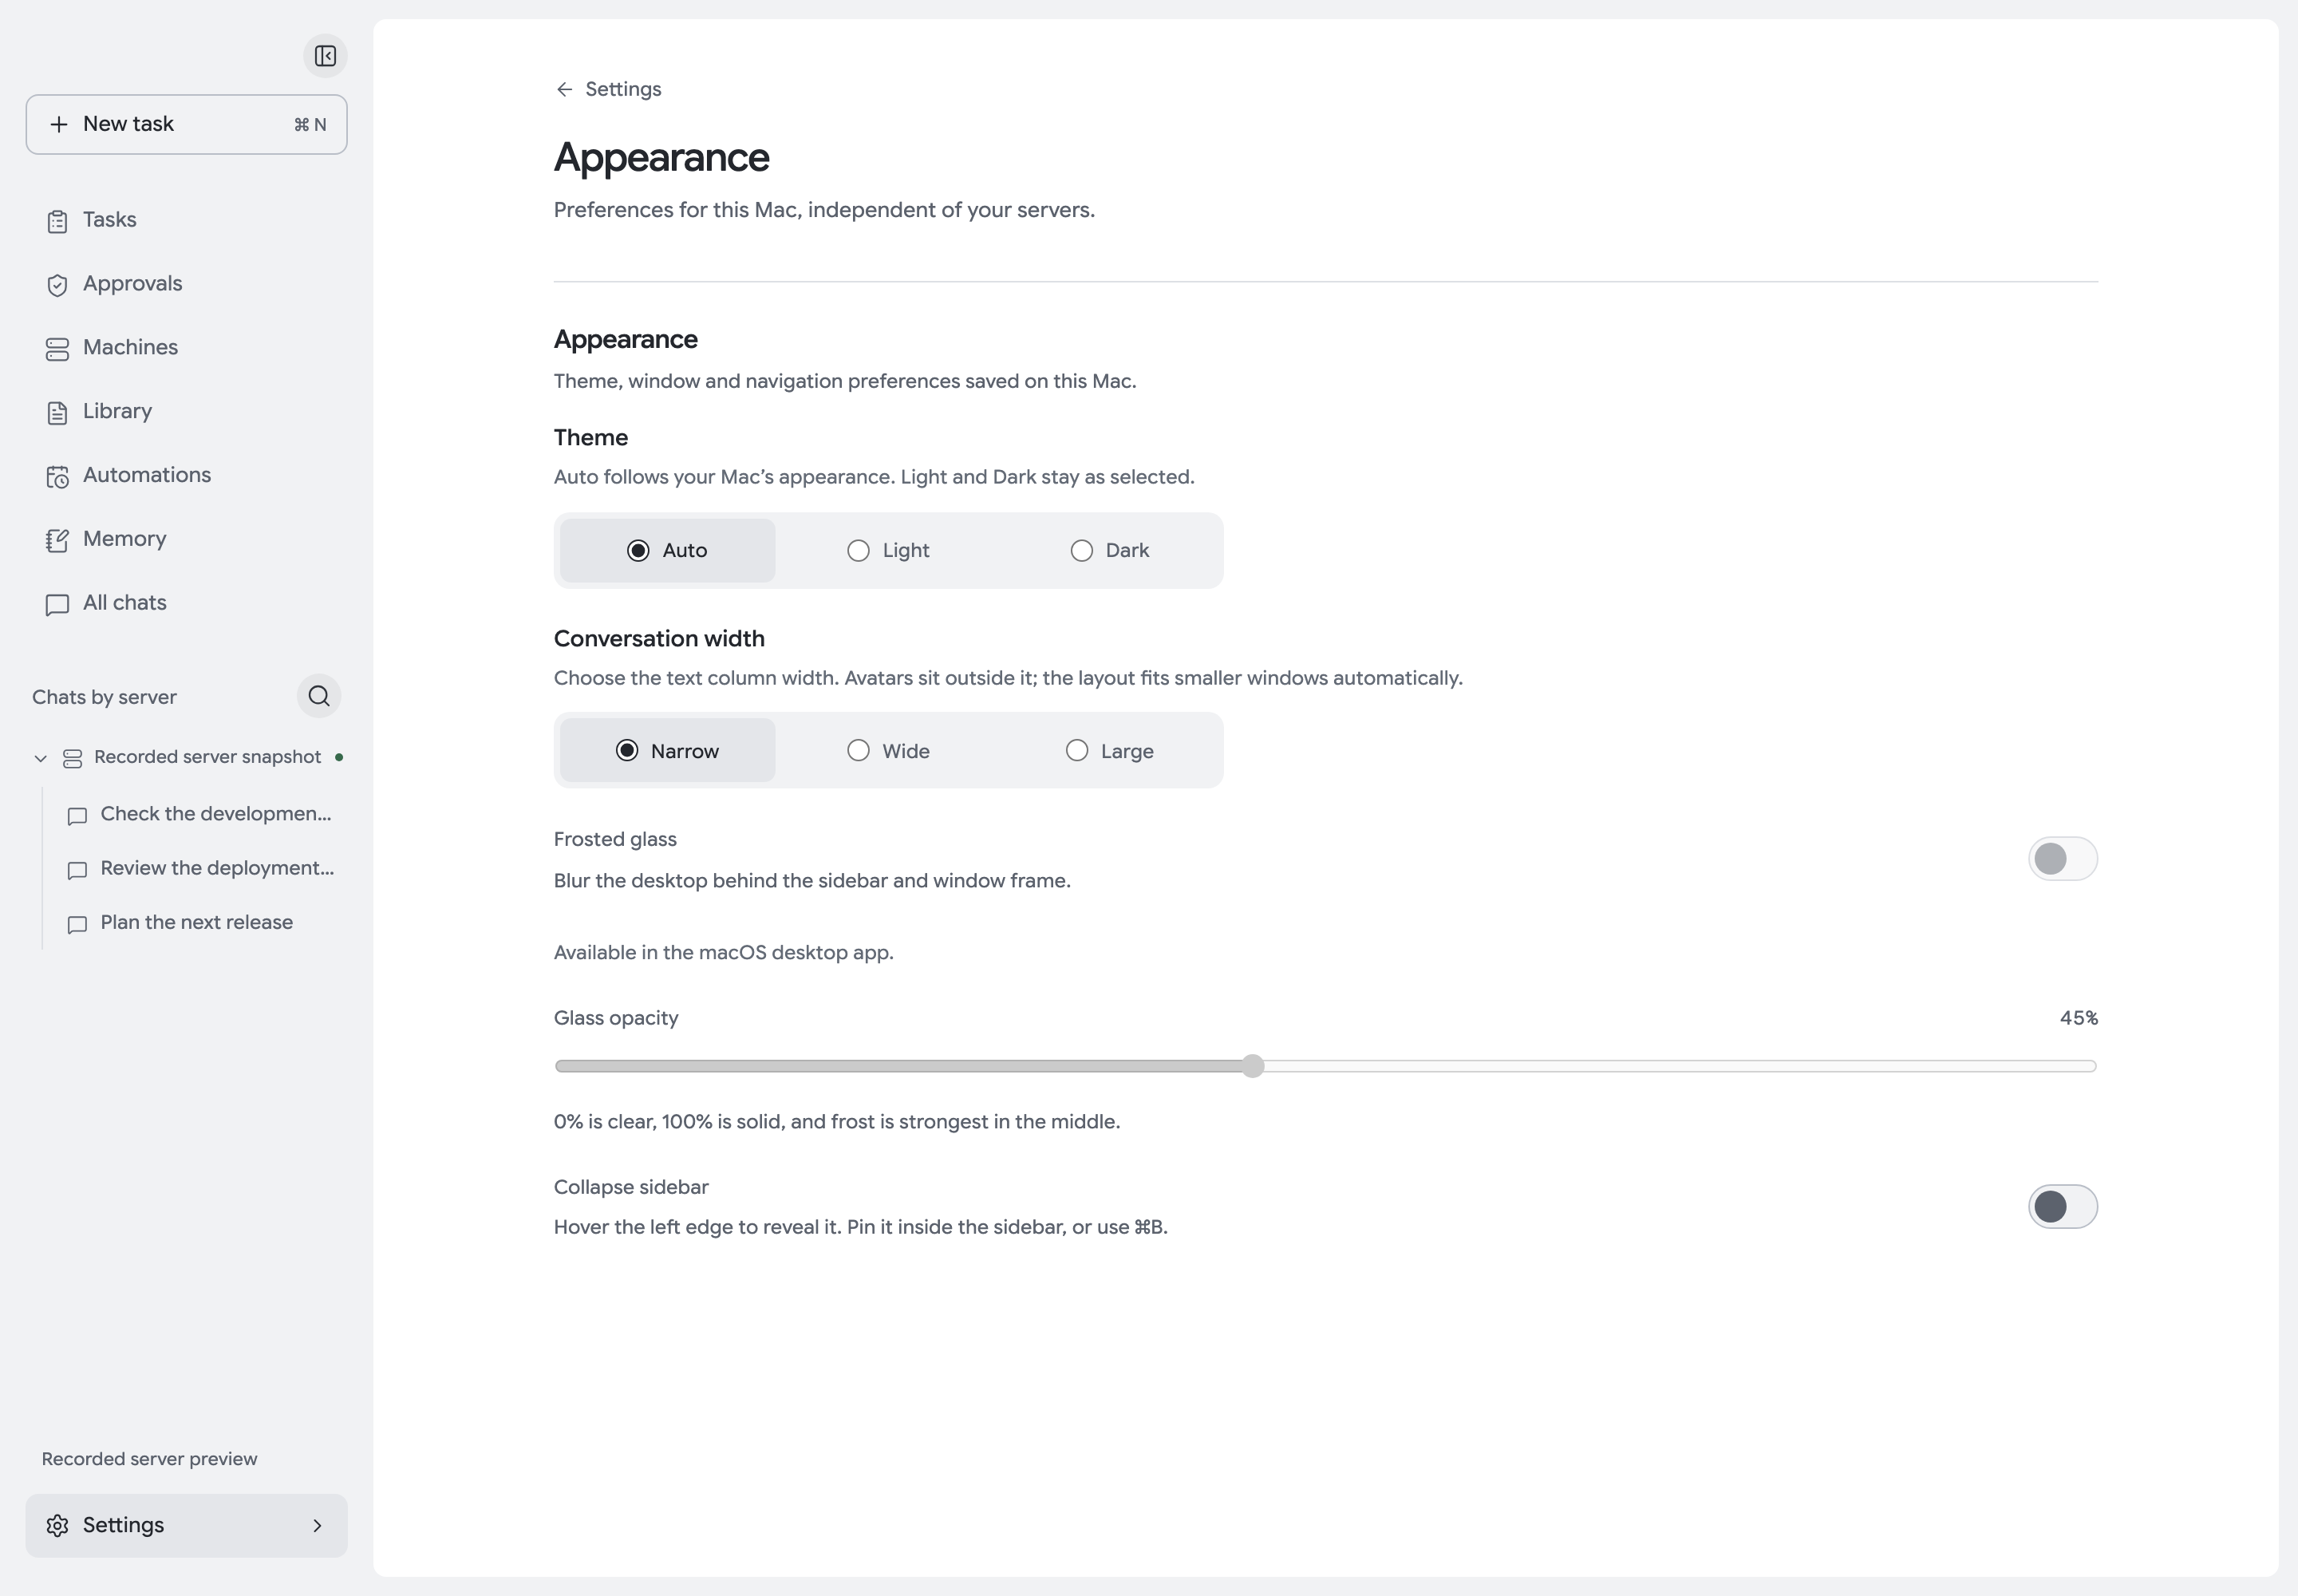 New task
⌘ N
Tasks
Approvals
Machines
Library
Automations
Memory
All chats
Chats by server
Recorded server snapshot
Check the developmen...
Review the deployment...
Plan the next release
Recorded server preview
Settings
Settings
Appearance
Preferences for this Mac, independent of your servers.
Appearance
Theme, window and navigation preferences saved on this Mac.
Theme
Auto follows your Mac’s appearance. Light and Dark stay as selected.
Auto
Light
Dark
Conversation width
Choose the text column width. Avatars sit outside it; the layout fits smaller windows automatically.
Narrow
Wide
Large
Frosted glass
Blur the desktop behind the sidebar and window frame.
Available in the macOS desktop app.
Glass opacity
45%
0% is clear, 100% is solid, and frost is strongest in the middle.
Collapse sidebar
Hover the left edge to reveal it. Pin it inside the sidebar, or use ⌘B.